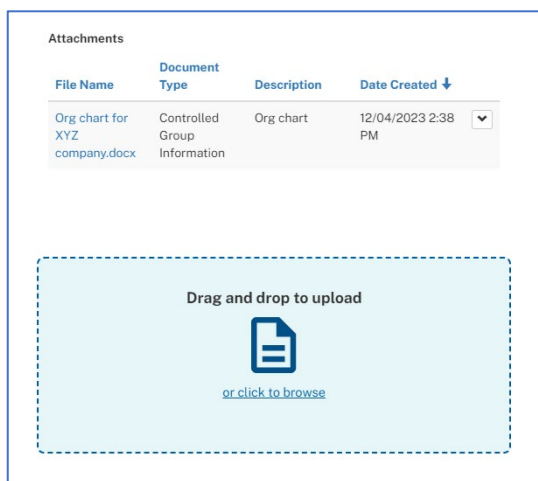 Attachments
File Name
Document
Type
Description
Date Created
Org chart for
XYZ
company.docx
Controlled
Group
Information
Org chart
12/04/2023 2:38
PM
Drag and drop to upload
or click to browse